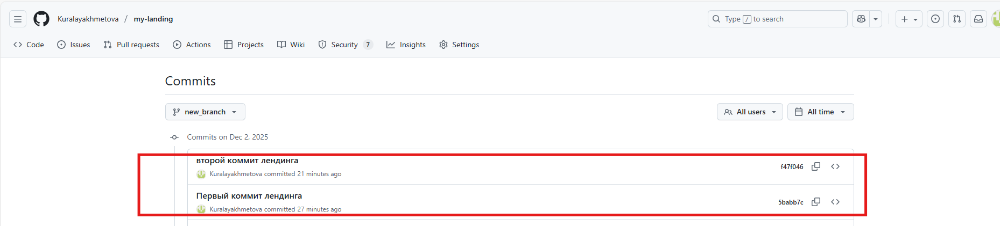 Kuralayakhmetova / my-landing
Type / to search
Code Issues Pull requests Actions Projects Wiki Security 7 Insights Settings
Commits
new_branch
All users All time
Commits on Dec 2, 2025
второй коммит лендинга
f47f046
Kuralayakhmetova committed 21 minutes ago
Первый коммит лендинга
5babb7c
Kuralayakhmetova committed 27 minutes ago